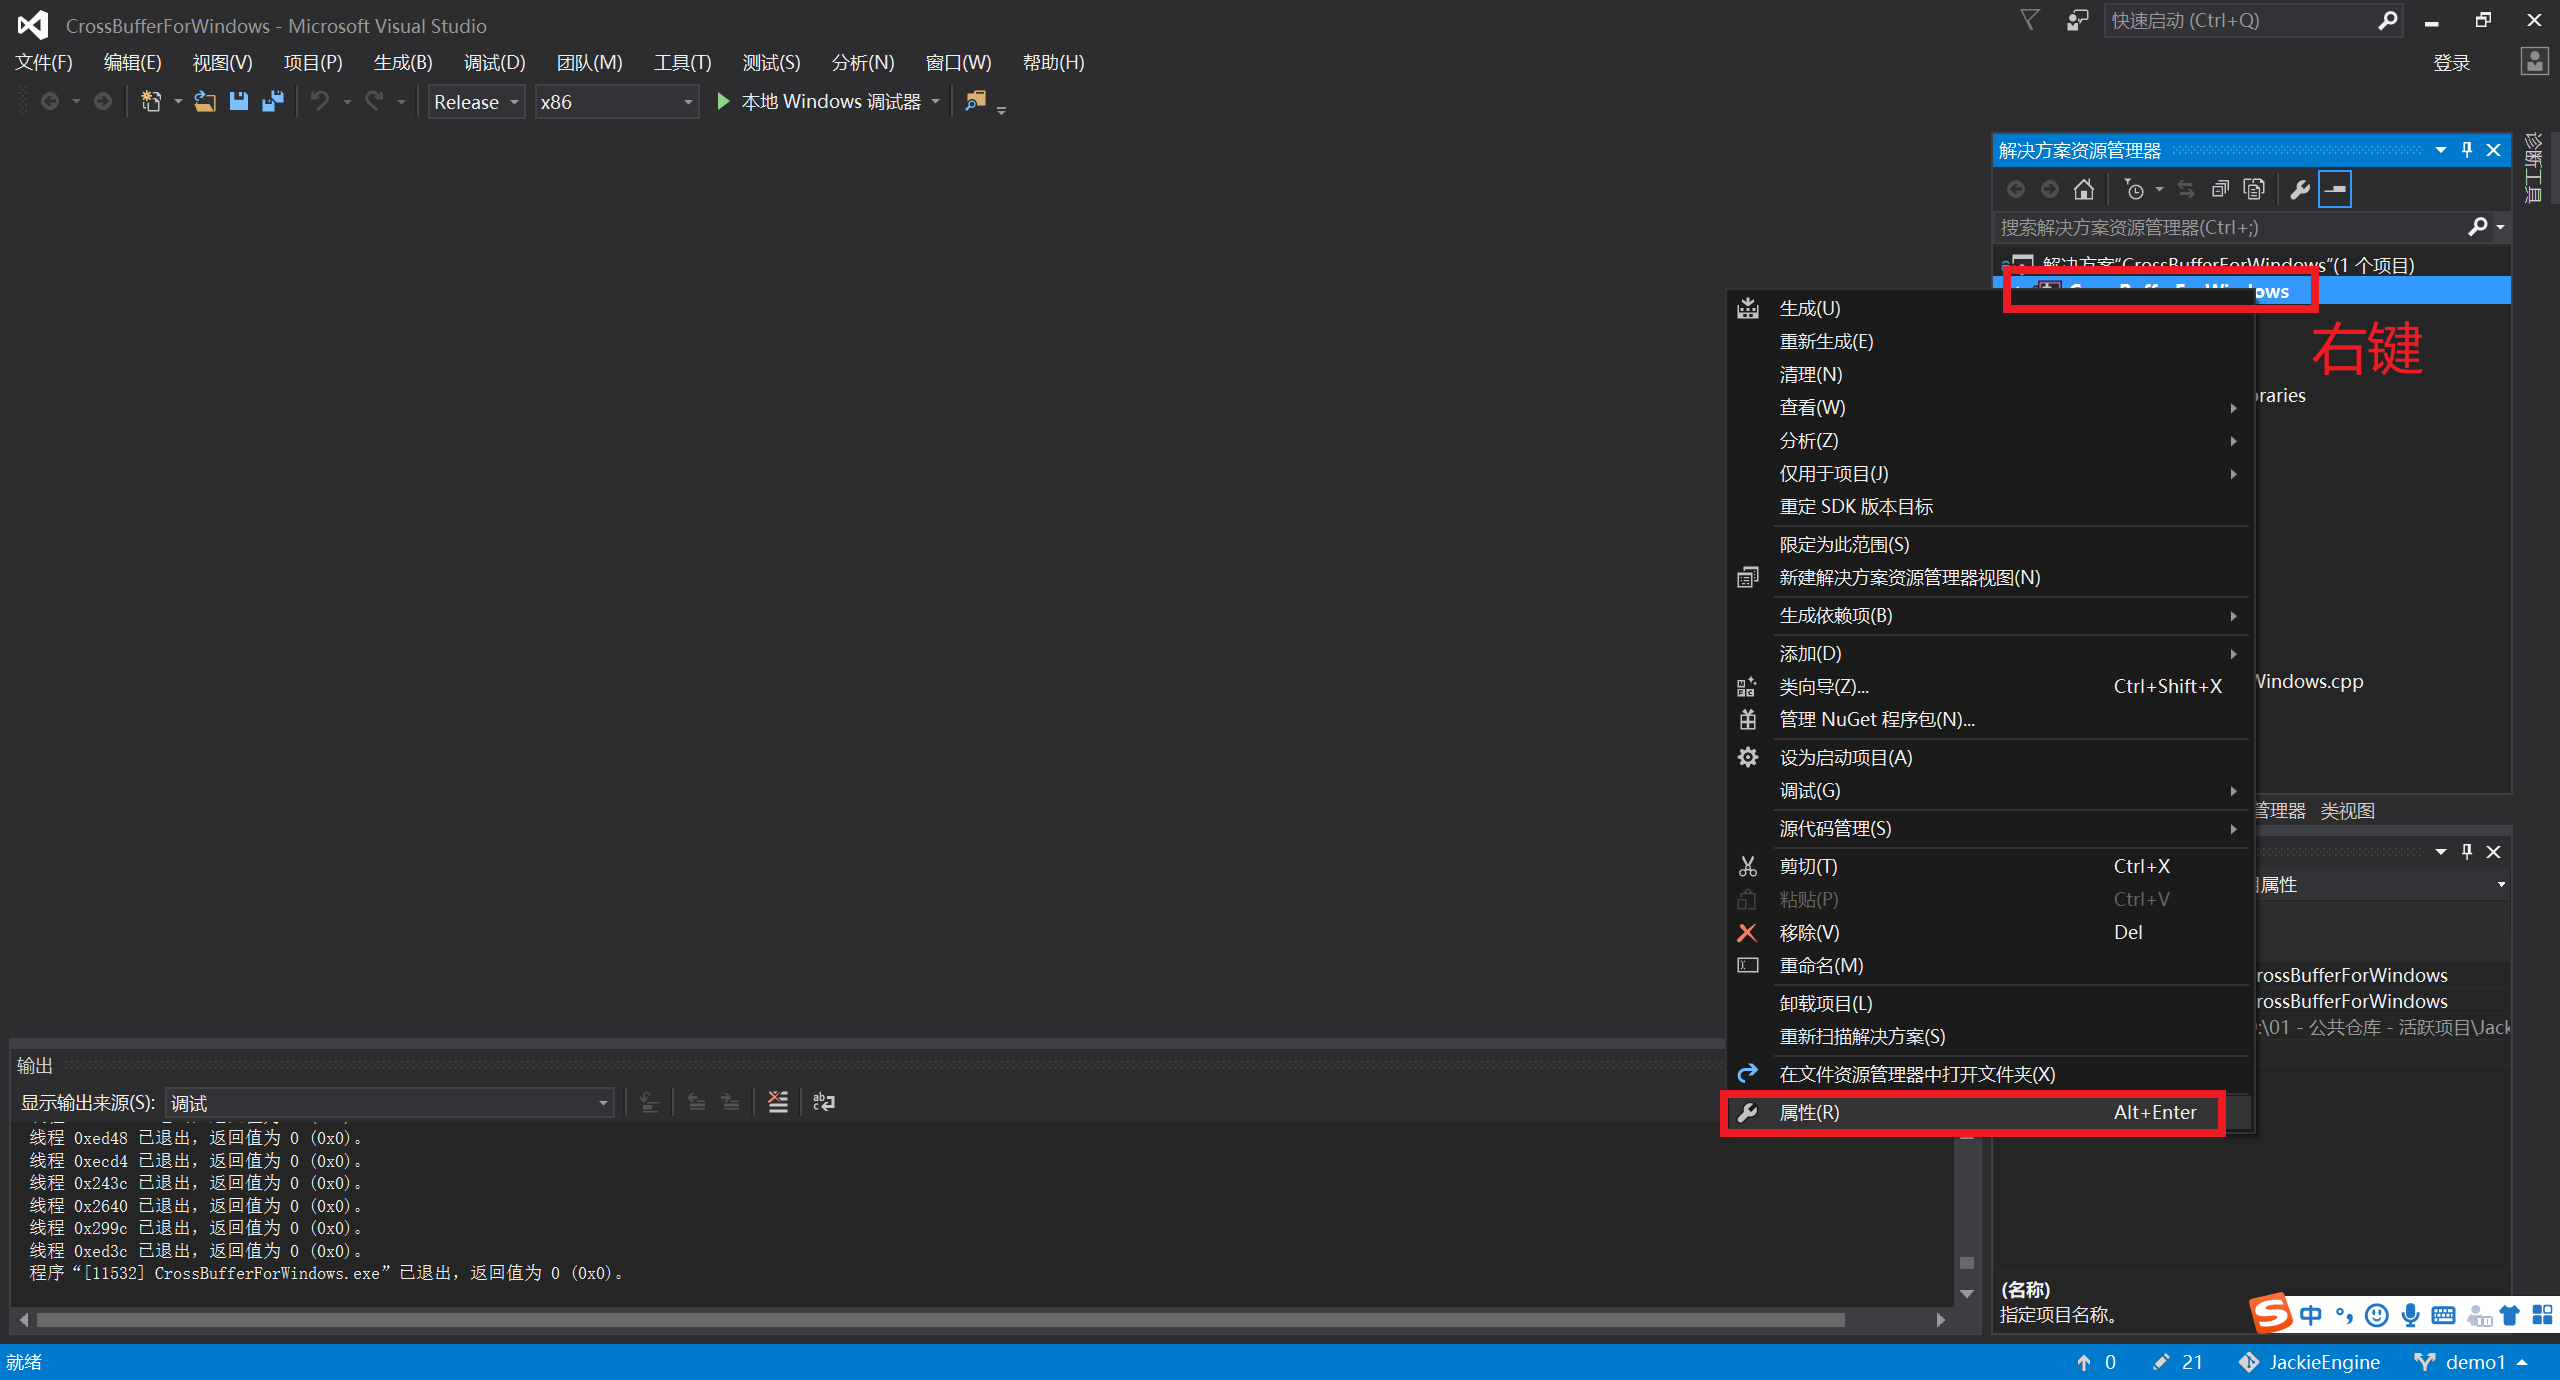 CrossBufferForWindows - Microsoft Visual Studio
快速启动 (Ctrl+Q)
文件(F) 编辑(E) 视图(V) 项目(P) 生成(B) 调试(D) 团队(M) 工具(T) 测试(S) 分析(N) 窗口(W) 帮助(H)
登录
Release x86 本地 Windows 调试器
解决方案资源管理器
诊断工具
搜索解决方案资源管理器(Ctrl+;)
解决方案"CrossBufferForWindows"(1 个项目)
CrossBufferForWindows
右键
生成(U)
重新生成(E)
清理(N)
查看(W)
分析(Z)
仅用于项目(J)
重定 SDK 版本目标
限定为此范围(S)
新建解决方案资源管理器视图(N)
生成依赖项(B)
添加(D)
类向导(Z)... Ctrl+Shift+X
管理 NuGet 程序包(N)...
设为启动项目(A)
调试(G)
源代码管理(S)
剪切(T) Ctrl+X
粘贴(P) Ctrl+V
移除(V) Del
重命名(M)
卸载项目(L)
重新扫描解决方案(S)
在文件资源管理器中打开文件夹(X)
属性(R) Alt+Enter
raries
Windows.cpp
管理器 类视图
属性
rossBufferForWindows
rossBufferForWindows
:\01 - 公共仓库 - 活跃项目\Jack
(名称)
指定项目名称。
输出
显示输出来源(S): 调试
线程 0xed48 已退出，返回值为 0 (0x0)。
线程 0xecd4 已退出，返回值为 0 (0x0)。
线程 0x243c 已退出，返回值为 0 (0x0)。
线程 0x2640 已退出，返回值为 0 (0x0)。
线程 0x299c 已退出，返回值为 0 (0x0)。
线程 0xed3c 已退出，返回值为 0 (0x0)。
程序“[11532] CrossBufferForWindows.exe”已退出，返回值为 0 (0x0)。
中
就绪
0 21 JackieEngine demo1